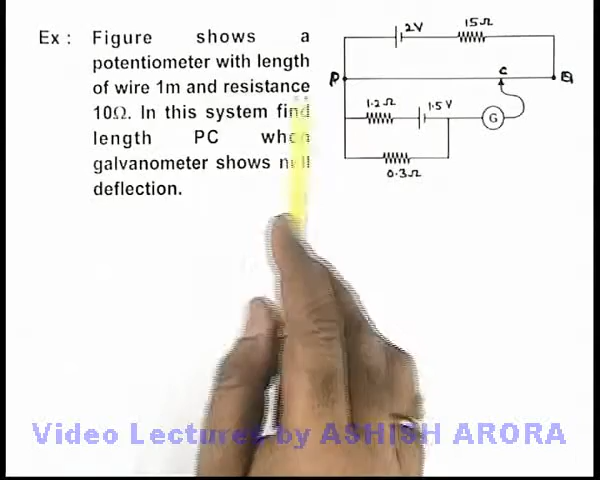 Ex : Figure shows a
potentiometer with length
of wire 1m and resistance
10Ω. In this system find
length PC when
galvanometer shows null
deflection.
2V
15Ω
P
C
Q
1.2Ω
1.5V
G
0.3Ω
Video Lectures by ASHISH ARORA